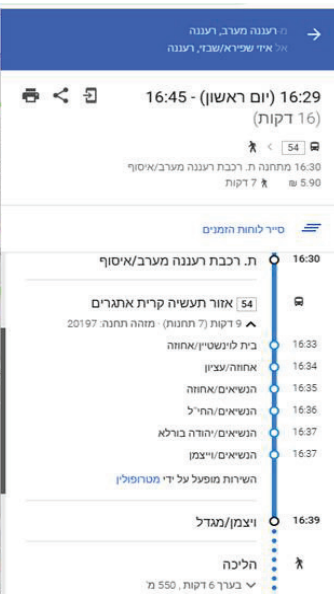 מ-רעננה מערב, רעננה
אל איזי שפירא/שבזי, רעננה
16:29 (יום ראשון) - 16:45
(16 דקות)
54
16:30 מתחנה ת. רכבת רעננה מערב/איסוף
5.90 ₪ 7 דקות
סייר לוחות הזמנים
16:30 ת. רכבת רעננה מערב/איסוף
54 אזור תעשיה קרית אתגרים
9 דקות (7 תחנות) · מזהה תחנה: 20197
16:33 בית לוינשטיין/אחוזה
16:34 אחוזה/עציון
16:35 הנשיאים/אחוזה
16:36 הנשיאים/החי"ל
16:37 הנשיאים/יהודה בורלא
16:37 הנשיאים/וייצמן
השירות מופעל על ידי מטרופולין
16:39 ויצמן/מגדל
הליכה
בערך 6 דקות , 550 מ'